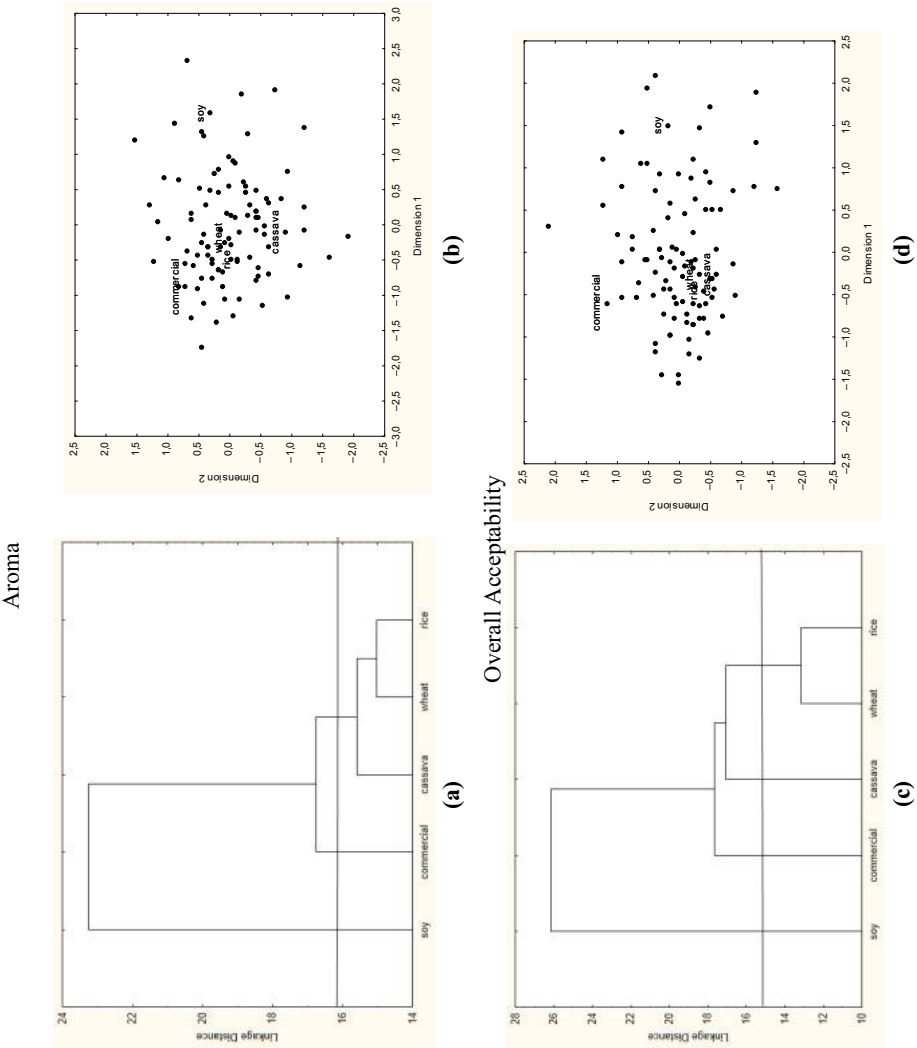 Aroma
24
22
20
18
16
14
Linkage Distance
soy
commercial
cassava
wheat
rice
(a)
2,5
2,0
1,5
1,0
0,5
0,0
−0,5
−1,0
−1,5
−2,0
−2,5
Dimension 2
commercial
wheat
rice
cassava
soy
−3,0 −2,5 −2,0 −1,5 −1,0 −0,5 0,0 0,5 1,0 1,5 2,0 2,5 3,0
Dimension 1
(b)
Overall Acceptability
28
26
24
22
20
18
16
14
12
10
Linkage Distance
soy
commercial
cassava
wheat
rice
(c)
2,5
2,0
1,5
1,0
0,5
0,0
−0,5
−1,0
−1,5
−2,0
−2,5
Dimension 2
commercial
wheat
rice
cassava
soy
−2,5 −2,0 −1,5 −1,0 −0,5 0,0 0,5 1,0 1,5 2,0 2,5
Dimension 1
(d)